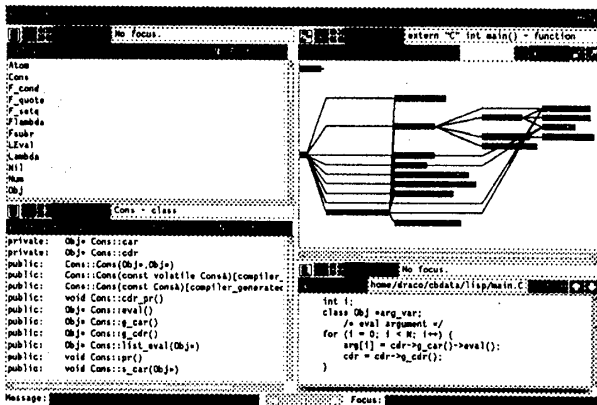 No focus.
Atom
Cons
F_cond
F_quote
F_setq
Flambda
Fsubr
LEval
Lambda
Nil
Num
Obj
Cons - class
private: Obj* Cons::car
private: Obj* Cons::cdr
public: Cons::Cons(Obj*,Obj*)
public: Cons::Cons(const volatile Cons&)[compiler_
public: Cons::Cons(const Cons&)[compiler_generated
public: void Cons::cdr_pr()
public: Obj* Cons::eval()
public: Obj* Cons::g_car()
public: Obj* Cons::g_cdr()
public: Obj* Cons::list_eval(Obj*)
public: void Cons::pr()
public: void Cons::s_car(Obj*)
Message:
extern "C" int main() - function
No focus.
home/draco/cbdata/lisp/main.C
int i;
class Obj *arg_var;
/* eval argument */
for (i = 0; i < N; i++) {
arg[i] = cdr->g_car()->eval();
cdr = cdr->g_cdr();
}
Focus: